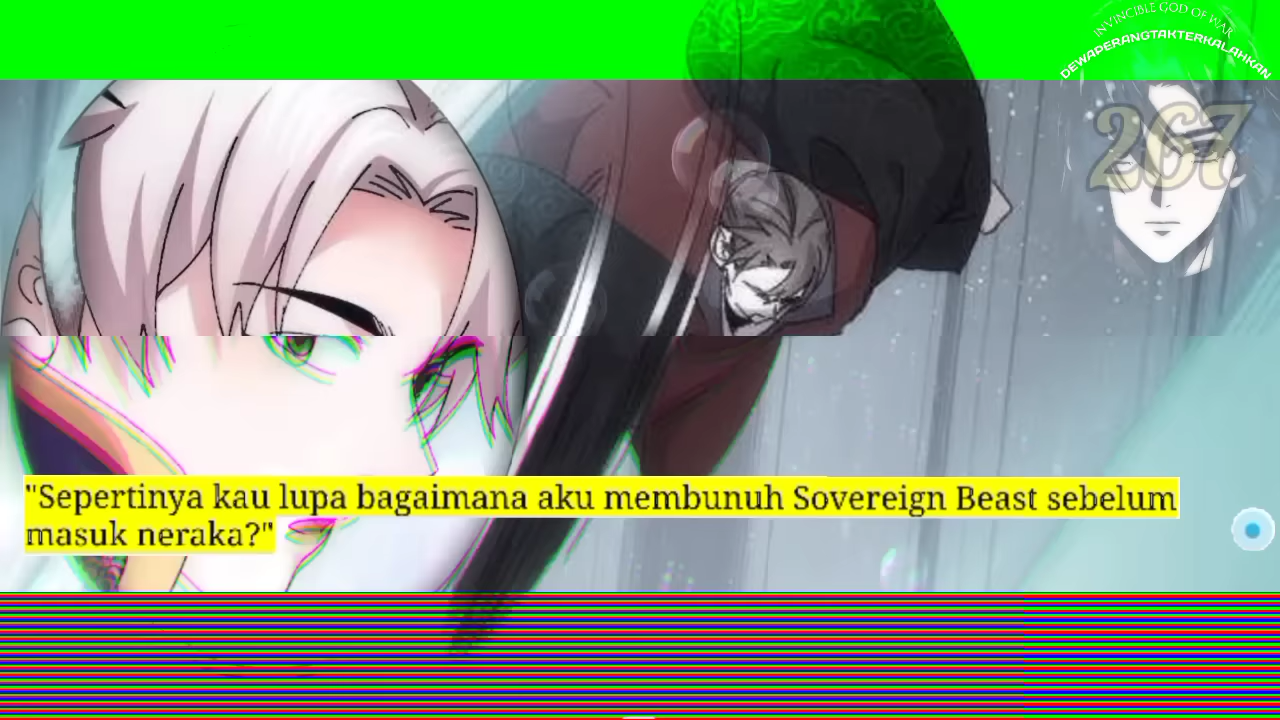 INVINCIBLE GOD OF WAR
DEWAPERANGTAKTERKALAHKAN
267
"Sepertinya kau lupa bagaimana aku membunuh Sovereign Beast sebelum
masuk neraka?"